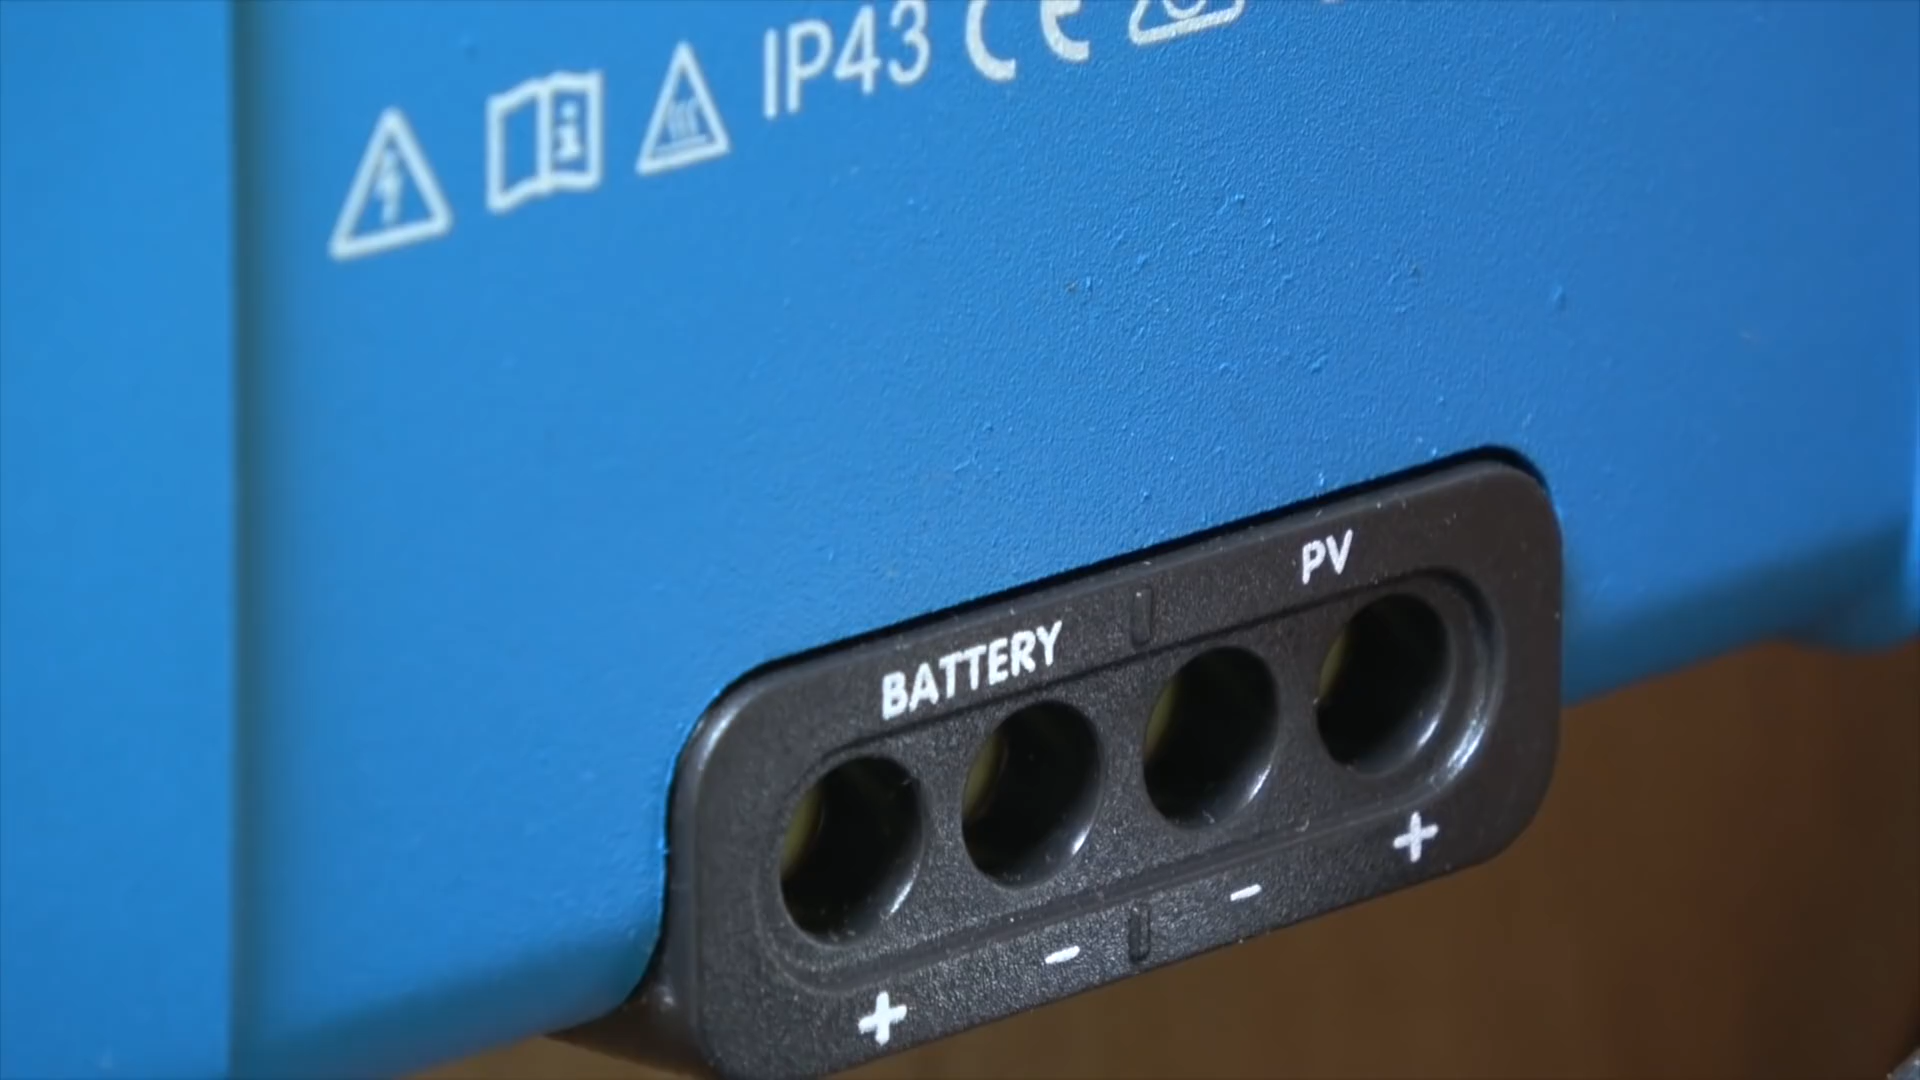 IP43 CE
BATTERY
PV
+ - - +